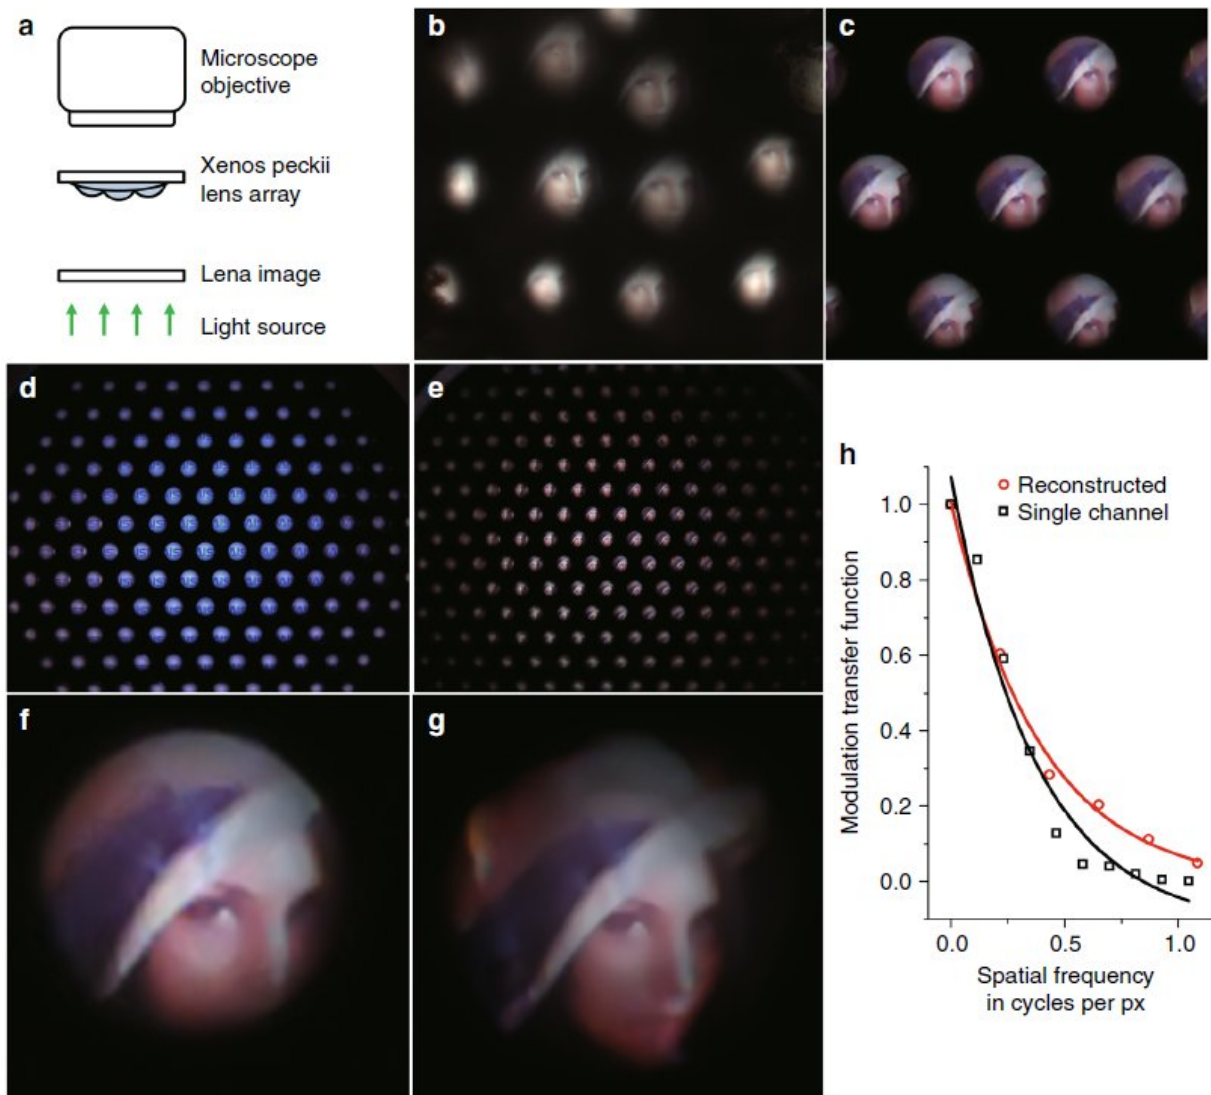 a
Microscope
objective
Xenos peckii
lens array
Lena image
Light source
b
c
d
e
f
g
h
Reconstructed
Single channel
Modulation transfer function
1.0
0.8
0.6
0.4
0.2
0.0
0.0 0.5 1.0
Spatial frequency
in cycles per px